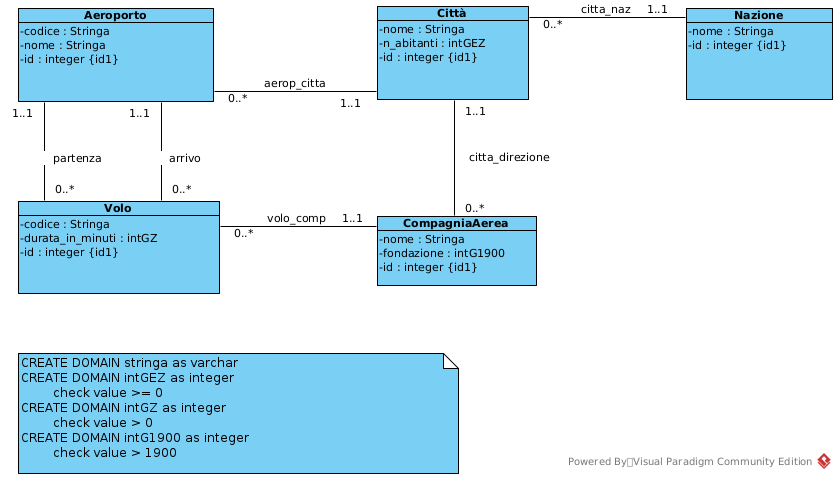 Aeroporto
-codice : Stringa
-nome : Stringa
-id : integer {id1}
Città
-nome : Stringa
-n_abitanti : intGEZ
-id : integer {id1}
citta_naz
1..1
0..*
Nazione
-nome : Stringa
-id : integer {id1}
aerop_citta
0..*
1..1
1..1
1..1
1..1
partenza
arrivo
citta_direzione
0..*
0..*
0..*
Volo
-codice : Stringa
-durata_in_minuti : intGZ
-id : integer {id1}
volo_comp
1..1
0..*
CompagniaAerea
-nome : Stringa
-fondazione : intG1900
-id : integer {id1}
CREATE DOMAIN stringa as varchar
CREATE DOMAIN intGEZ as integer
check value >= 0
CREATE DOMAIN intGZ as integer
check value > 0
CREATE DOMAIN intG1900 as integer
check value > 1900
Powered By Visual Paradigm Community Edition